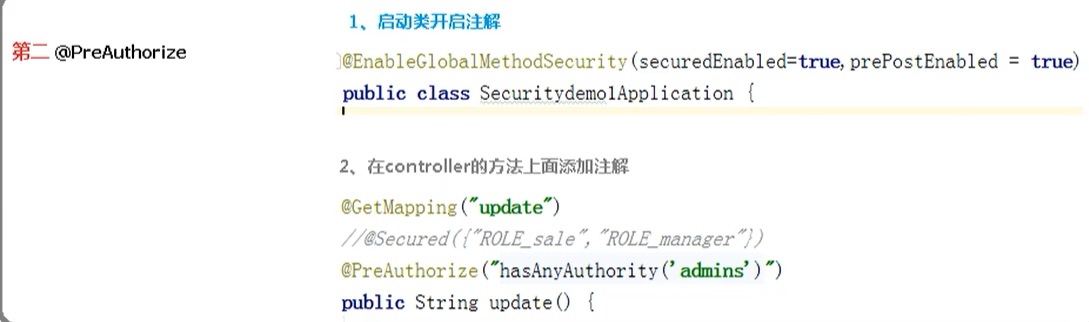 第二 @PreAuthorize
1、启动类开启注解
@EnableGlobalMethodSecurity(securedEnabled=true,prePostEnabled = true)
public class Securitydemo1Application {
2、在controller的方法上面添加注解
@GetMapping("update")
//@Secured({"ROLE_sale","ROLE_manager"})
@PreAuthorize("hasAnyAuthority('admins')")
public String update() {